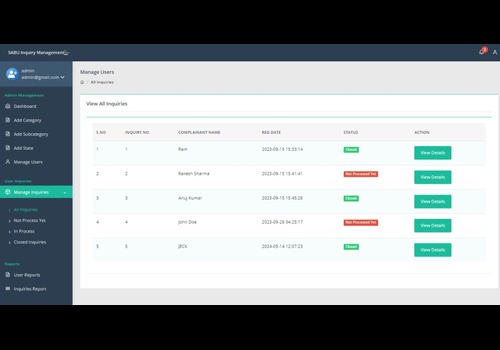 SABU Inquiry Management
2
admin
admin@gmail.com
Admin Management
Dashboard
Add Category
Add Subcategory
Add State
Manage Users
User Inquiries
Manage Inquiries
All Inquiries
Not Process Yet
In Process
Closed Inquiries
Reports
User Reports
Inquiries Report
Manage Users
/ All Inquiries
View All Inquiries
S.NO INQUIRY NO COMPLAINANT NAME REG DATE STATUS ACTION
1 1 Ram 2023-09-15 15:33:14 Closed View Details
2 2 Rakesh Sharma 2023-09-15 15:41:41 Not Processed Yet View Details
3 3 Anuj Kumar 2023-09-15 15:45:28 Closed View Details
4 4 John Doe 2023-09-26 04:25:17 Not Processed Yet View Details
5 5 JECK 2024-05-14 12:07:23 Closed View Details